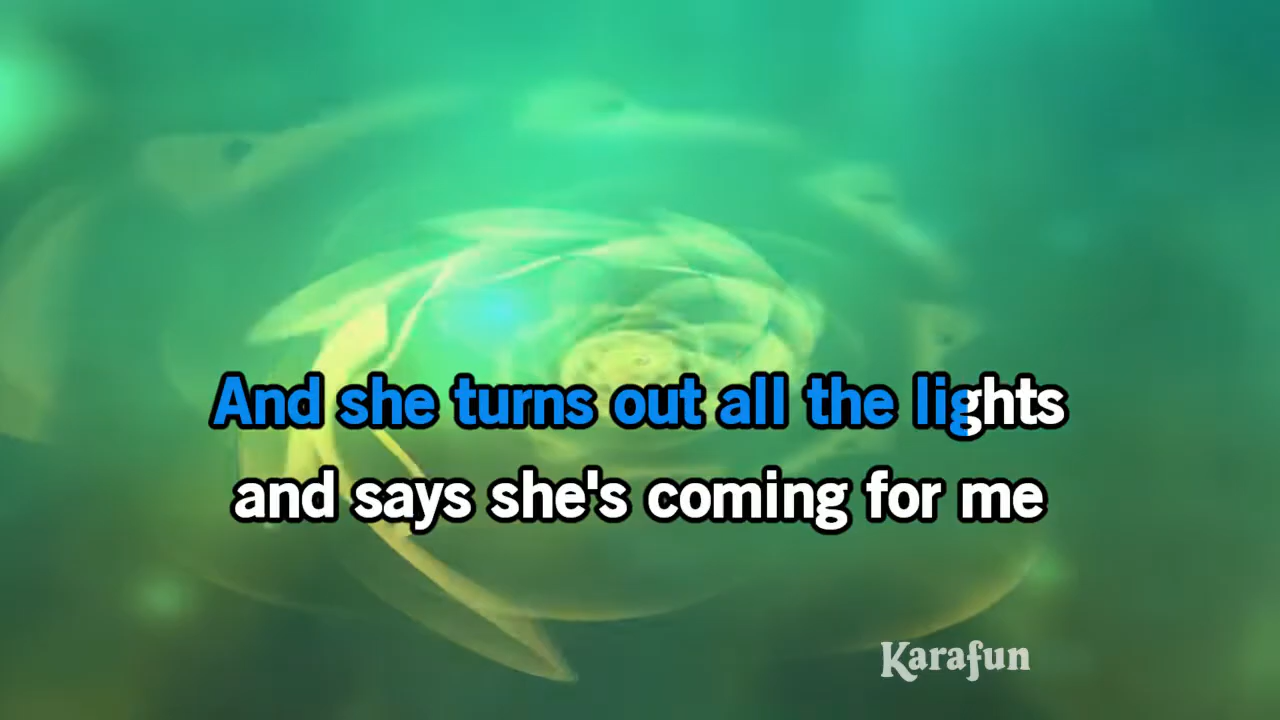 And she turns out all the lights
and says she's coming for me
Karafun